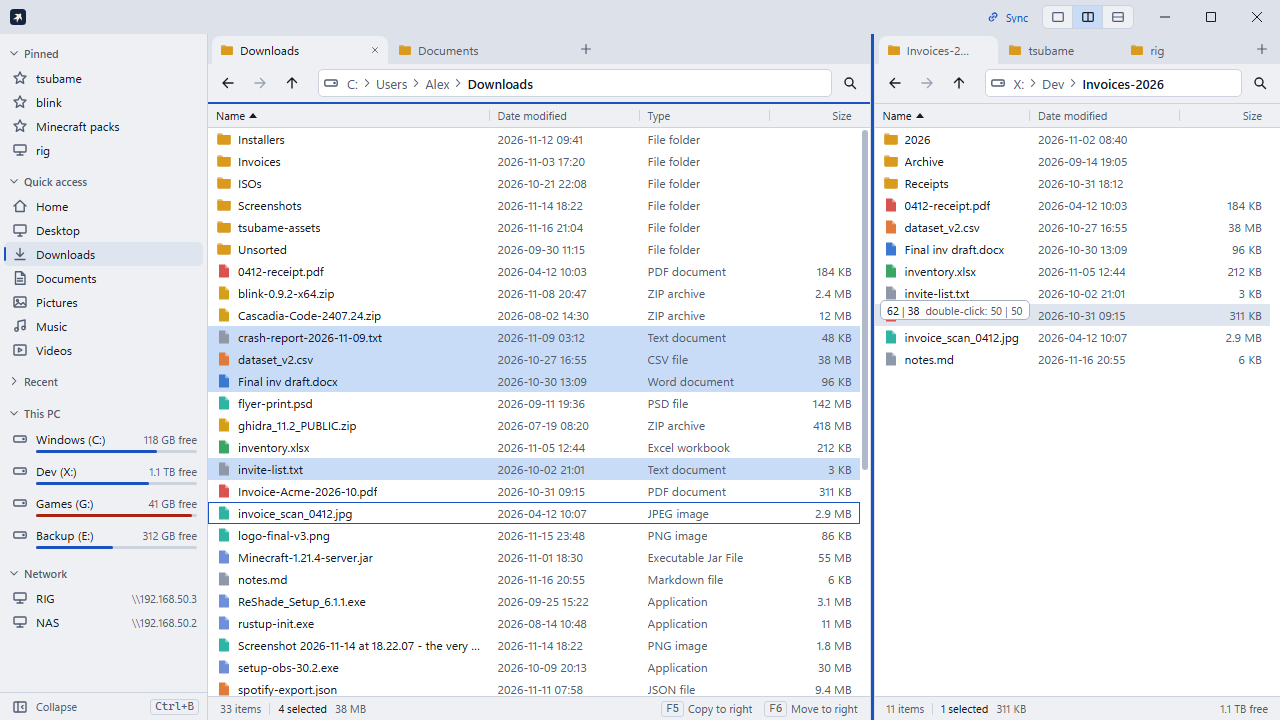 Sync
Pinned
tsubame
blink
Minecraft packs
rig
Quick access
Home
Desktop
Downloads
Documents
Pictures
Music
Videos
Recent
This PC
Windows (C:) 118 GB free
Dev (X:) 1.1 TB free
Games (G:) 41 GB free
Backup (E:) 312 GB free
Network
RIG \\192.168.50.3
NAS \\192.168.50.2
Collapse Ctrl+B
Downloads Documents
C: Users Alex Downloads
Name Date modified Type Size
Installers 2026-11-12 09:41 File folder
Invoices 2026-11-03 17:20 File folder
ISOs 2026-10-21 22:08 File folder
Screenshots 2026-11-14 18:22 File folder
tsubame-assets 2026-11-16 21:04 File folder
Unsorted 2026-09-30 11:15 File folder
0412-receipt.pdf 2026-04-12 10:03 PDF document 184 KB
blink-0.9.2-x64.zip 2026-11-08 20:47 ZIP archive 2.4 MB
Cascadia-Code-2407.24.zip 2026-08-02 14:30 ZIP archive 12 MB
crash-report-2026-11-09.txt 2026-11-09 03:12 Text document 48 KB
dataset_v2.csv 2026-10-27 16:55 CSV file 38 MB
Final inv draft.docx 2026-10-30 13:09 Word document 96 KB
flyer-print.psd 2026-09-11 19:36 PSD file 142 MB
ghidra_11.2_PUBLIC.zip 2026-07-19 08:20 ZIP archive 418 MB
inventory.xlsx 2026-11-05 12:44 Excel workbook 212 KB
invite-list.txt 2026-10-02 21:01 Text document 3 KB
Invoice-Acme-2026-10.pdf 2026-10-31 09:15 PDF document 311 KB
invoice_scan_0412.jpg 2026-04-12 10:07 JPEG image 2.9 MB
logo-final-v3.png 2026-11-15 23:48 PNG image 86 KB
Minecraft-1.21.4-server.jar 2026-11-01 18:30 Executable Jar File 55 MB
notes.md 2026-11-16 20:55 Markdown file 6 KB
ReShade_Setup_6.1.1.exe 2026-09-25 15:22 Application 3.1 MB
rustup-init.exe 2026-08-14 10:48 Application 11 MB
Screenshot 2026-11-14 at 18.22.07 - the very ... 2026-11-14 18:22 PNG image 1.8 MB
setup-obs-30.2.exe 2026-10-09 20:13 Application 30 MB
spotify-export.json 2026-11-11 07:58 JSON file 9.4 MB
33 items 4 selected 38 MB F5 Copy to right F6 Move to right
Invoices-2... tsubame rig
X: Dev Invoices-2026
Name Date modified Size
2026 2026-11-02 08:40
Archive 2026-09-14 19:05
Receipts 2026-10-31 18:12
0412-receipt.pdf 2026-04-12 10:03 184 KB
dataset_v2.csv 2026-10-27 16:55 38 MB
Final inv draft.docx 2026-10-30 13:09 96 KB
inventory.xlsx 2026-11-05 12:44 212 KB
invite-list.txt 2026-10-02 21:01 3 KB
62 | 38 double-click: 50 | 50
2026-10-31 09:15 311 KB
invoice_scan_0412.jpg 2026-04-12 10:07 2.9 MB
notes.md 2026-11-16 20:55 6 KB
11 items 1 selected 311 KB 1.1 TB free